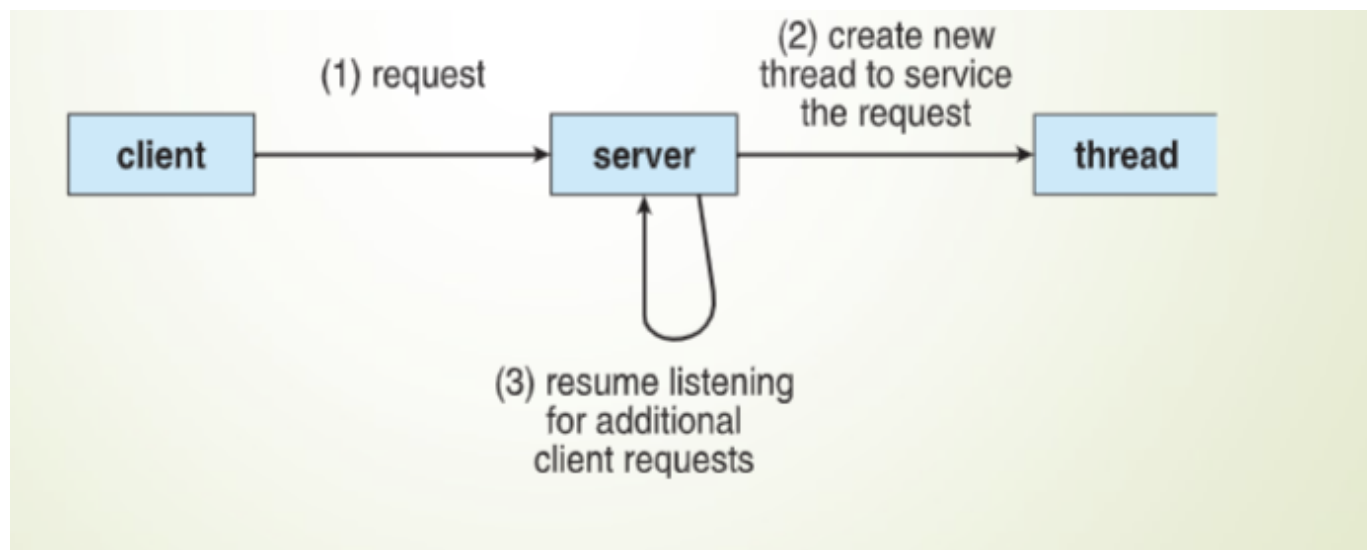 (1) request
(2) create new
thread to service
the request
client
server
thread
(3) resume listening
for additional
client requests